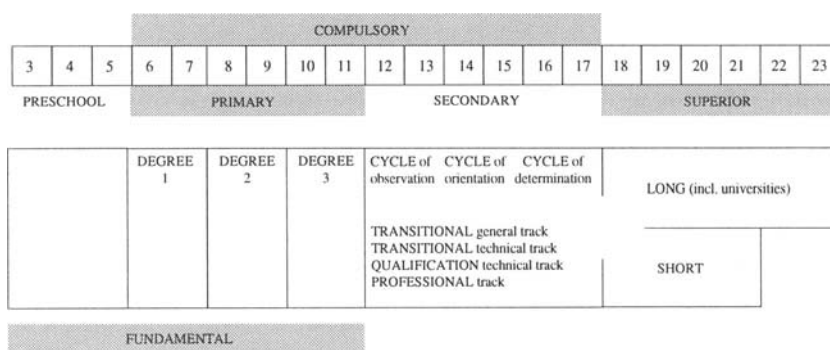 COMPULSORY
3 4 5 6 7 8 9 10 11 12 13 14 15 16 17 18 19 20 21 22 23
PRESCHOOL PRIMARY SECONDARY SUPERIOR
DEGREE DEGREE DEGREE CYCLE of CYCLE of CYCLE of
1 2 3 observation orientation determination
LONG (incl. universities)
TRANSITIONAL general track
TRANSITIONAL technical track
QUALIFICATION technical track SHORT
PROFESSIONAL track
FUNDAMENTAL